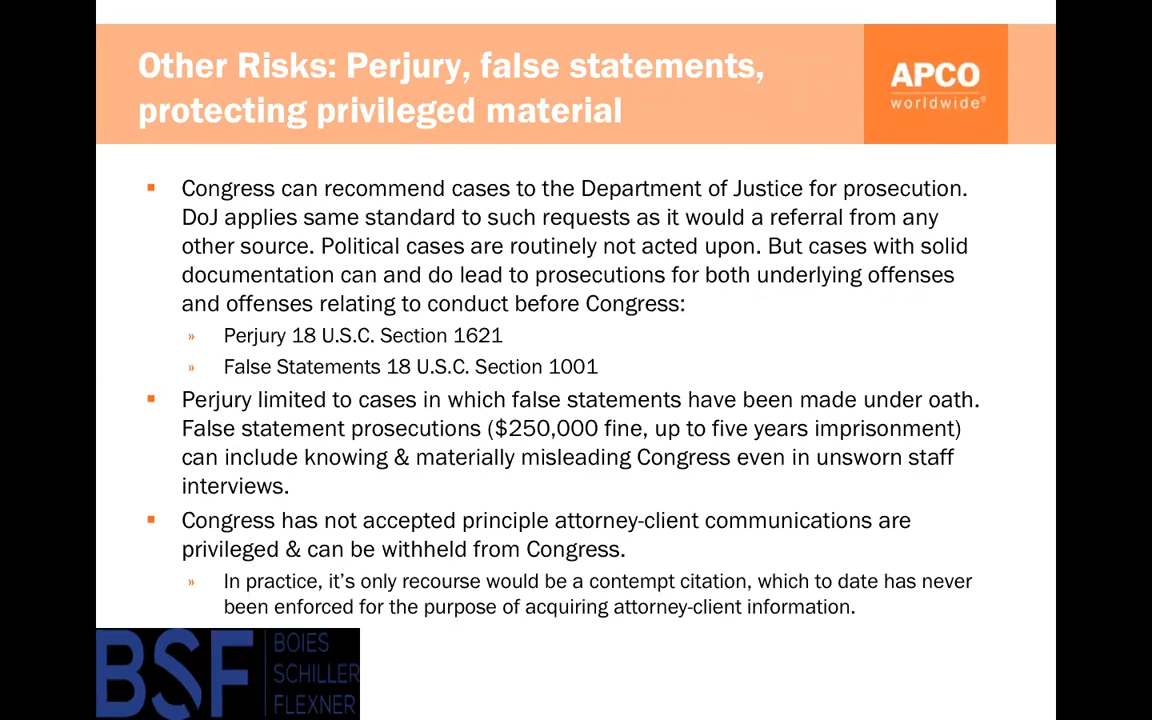 Other Risks: Perjury, false statements,
protecting privileged material
APCO
worldwide®
Congress can recommend cases to the Department of Justice for prosecution.
DoJ applies same standard to such requests as it would a referral from any
other source. Political cases are routinely not acted upon. But cases with solid
documentation can and do lead to prosecutions for both underlying offenses
and offenses relating to conduct before Congress:
» Perjury 18 U.S.C. Section 1621
» False Statements 18 U.S.C. Section 1001
Perjury limited to cases in which false statements have been made under oath.
False statement prosecutions ($250,000 fine, up to five years imprisonment)
can include knowing & materially misleading Congress even in unsworn staff
interviews.
Congress has not accepted principle attorney-client communications are
privileged & can be withheld from Congress.
» In practice, it’s only recourse would be a contempt citation, which to date has never
been enforced for the purpose of acquiring attorney-client information.
BSF
BOIES
SCHILLER
FLEXNER